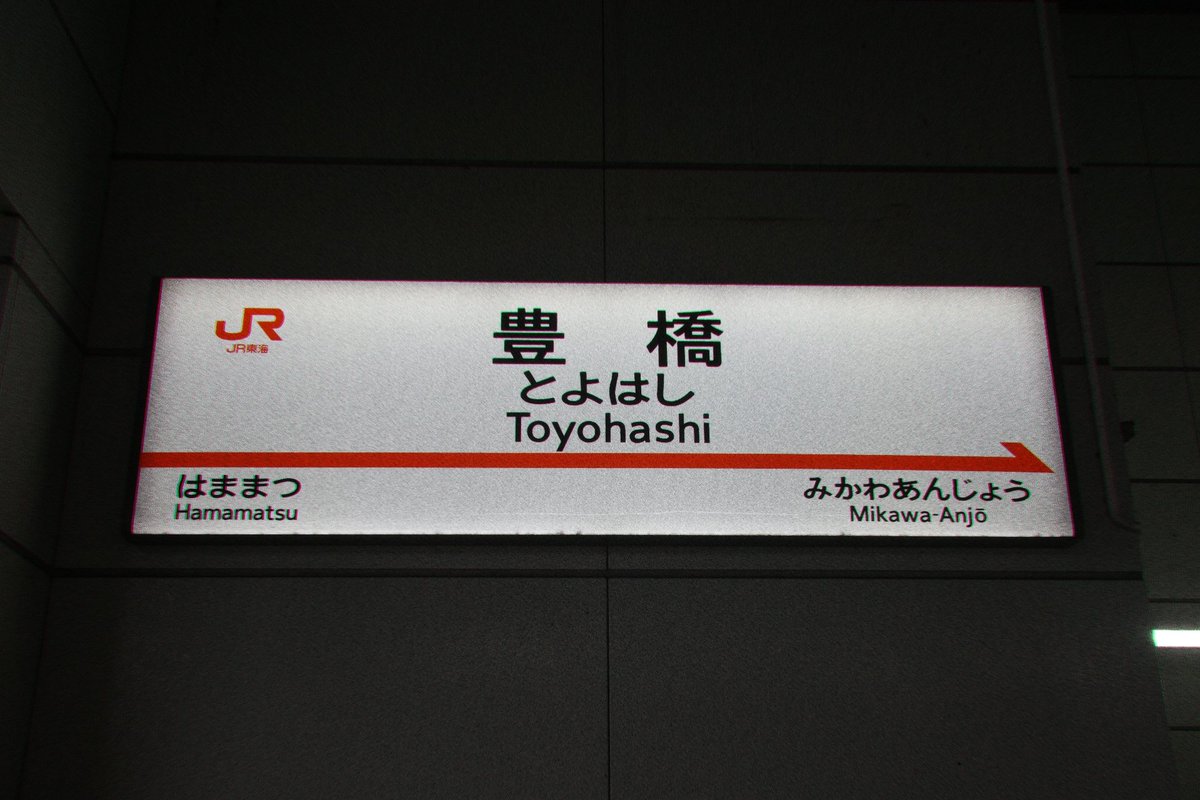 JR
JR東海
豊橋
とよはし
Toyohashi
はままつ
Hamamatsu
みかわあんじょう
Mikawa-Anjō